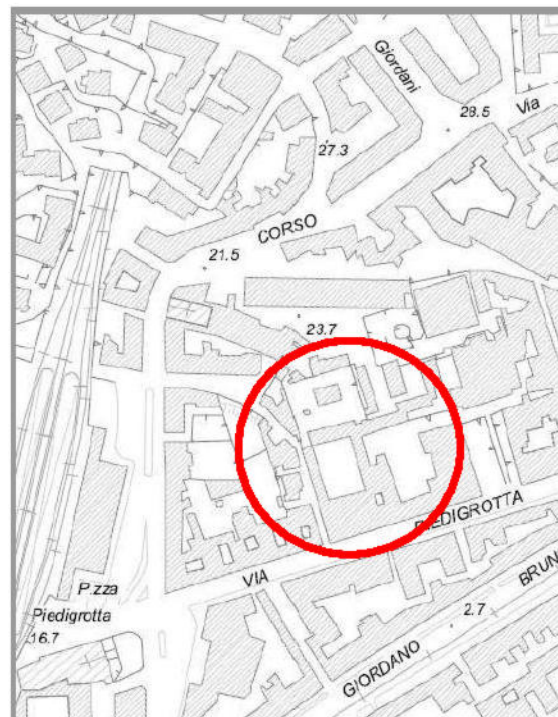 Giordani
28.5
Via
27.3
CORSO
21.5
23.7
PIEDIGROTTA
VIA
BRUN
P.zza
Piedigrotta
16.7
2.7
GIORDANO